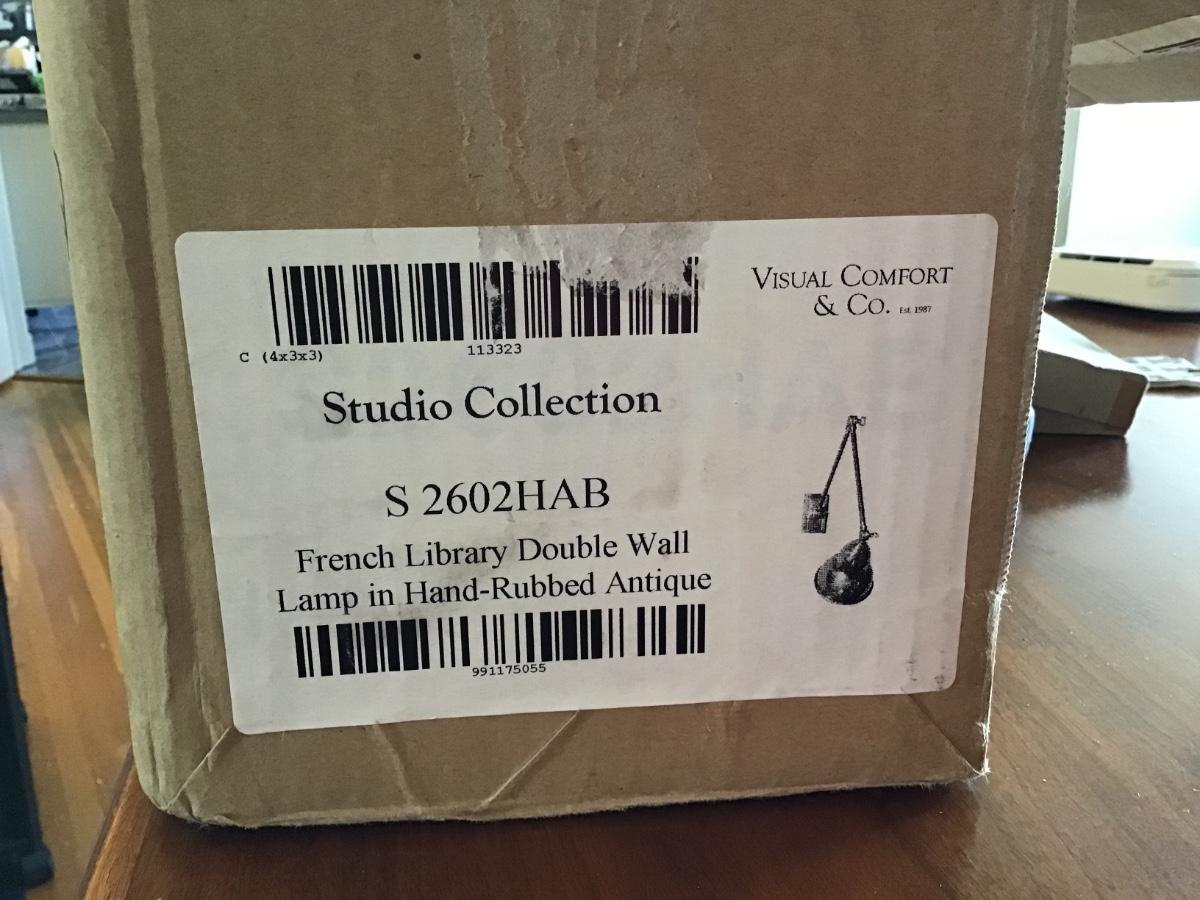 C (4x3x3)
113323
VISUAL COMFORT
& CO. Est. 1987
Studio Collection
S 2602HAB
French Library Double Wall
Lamp in Hand-Rubbed Antique
991175055